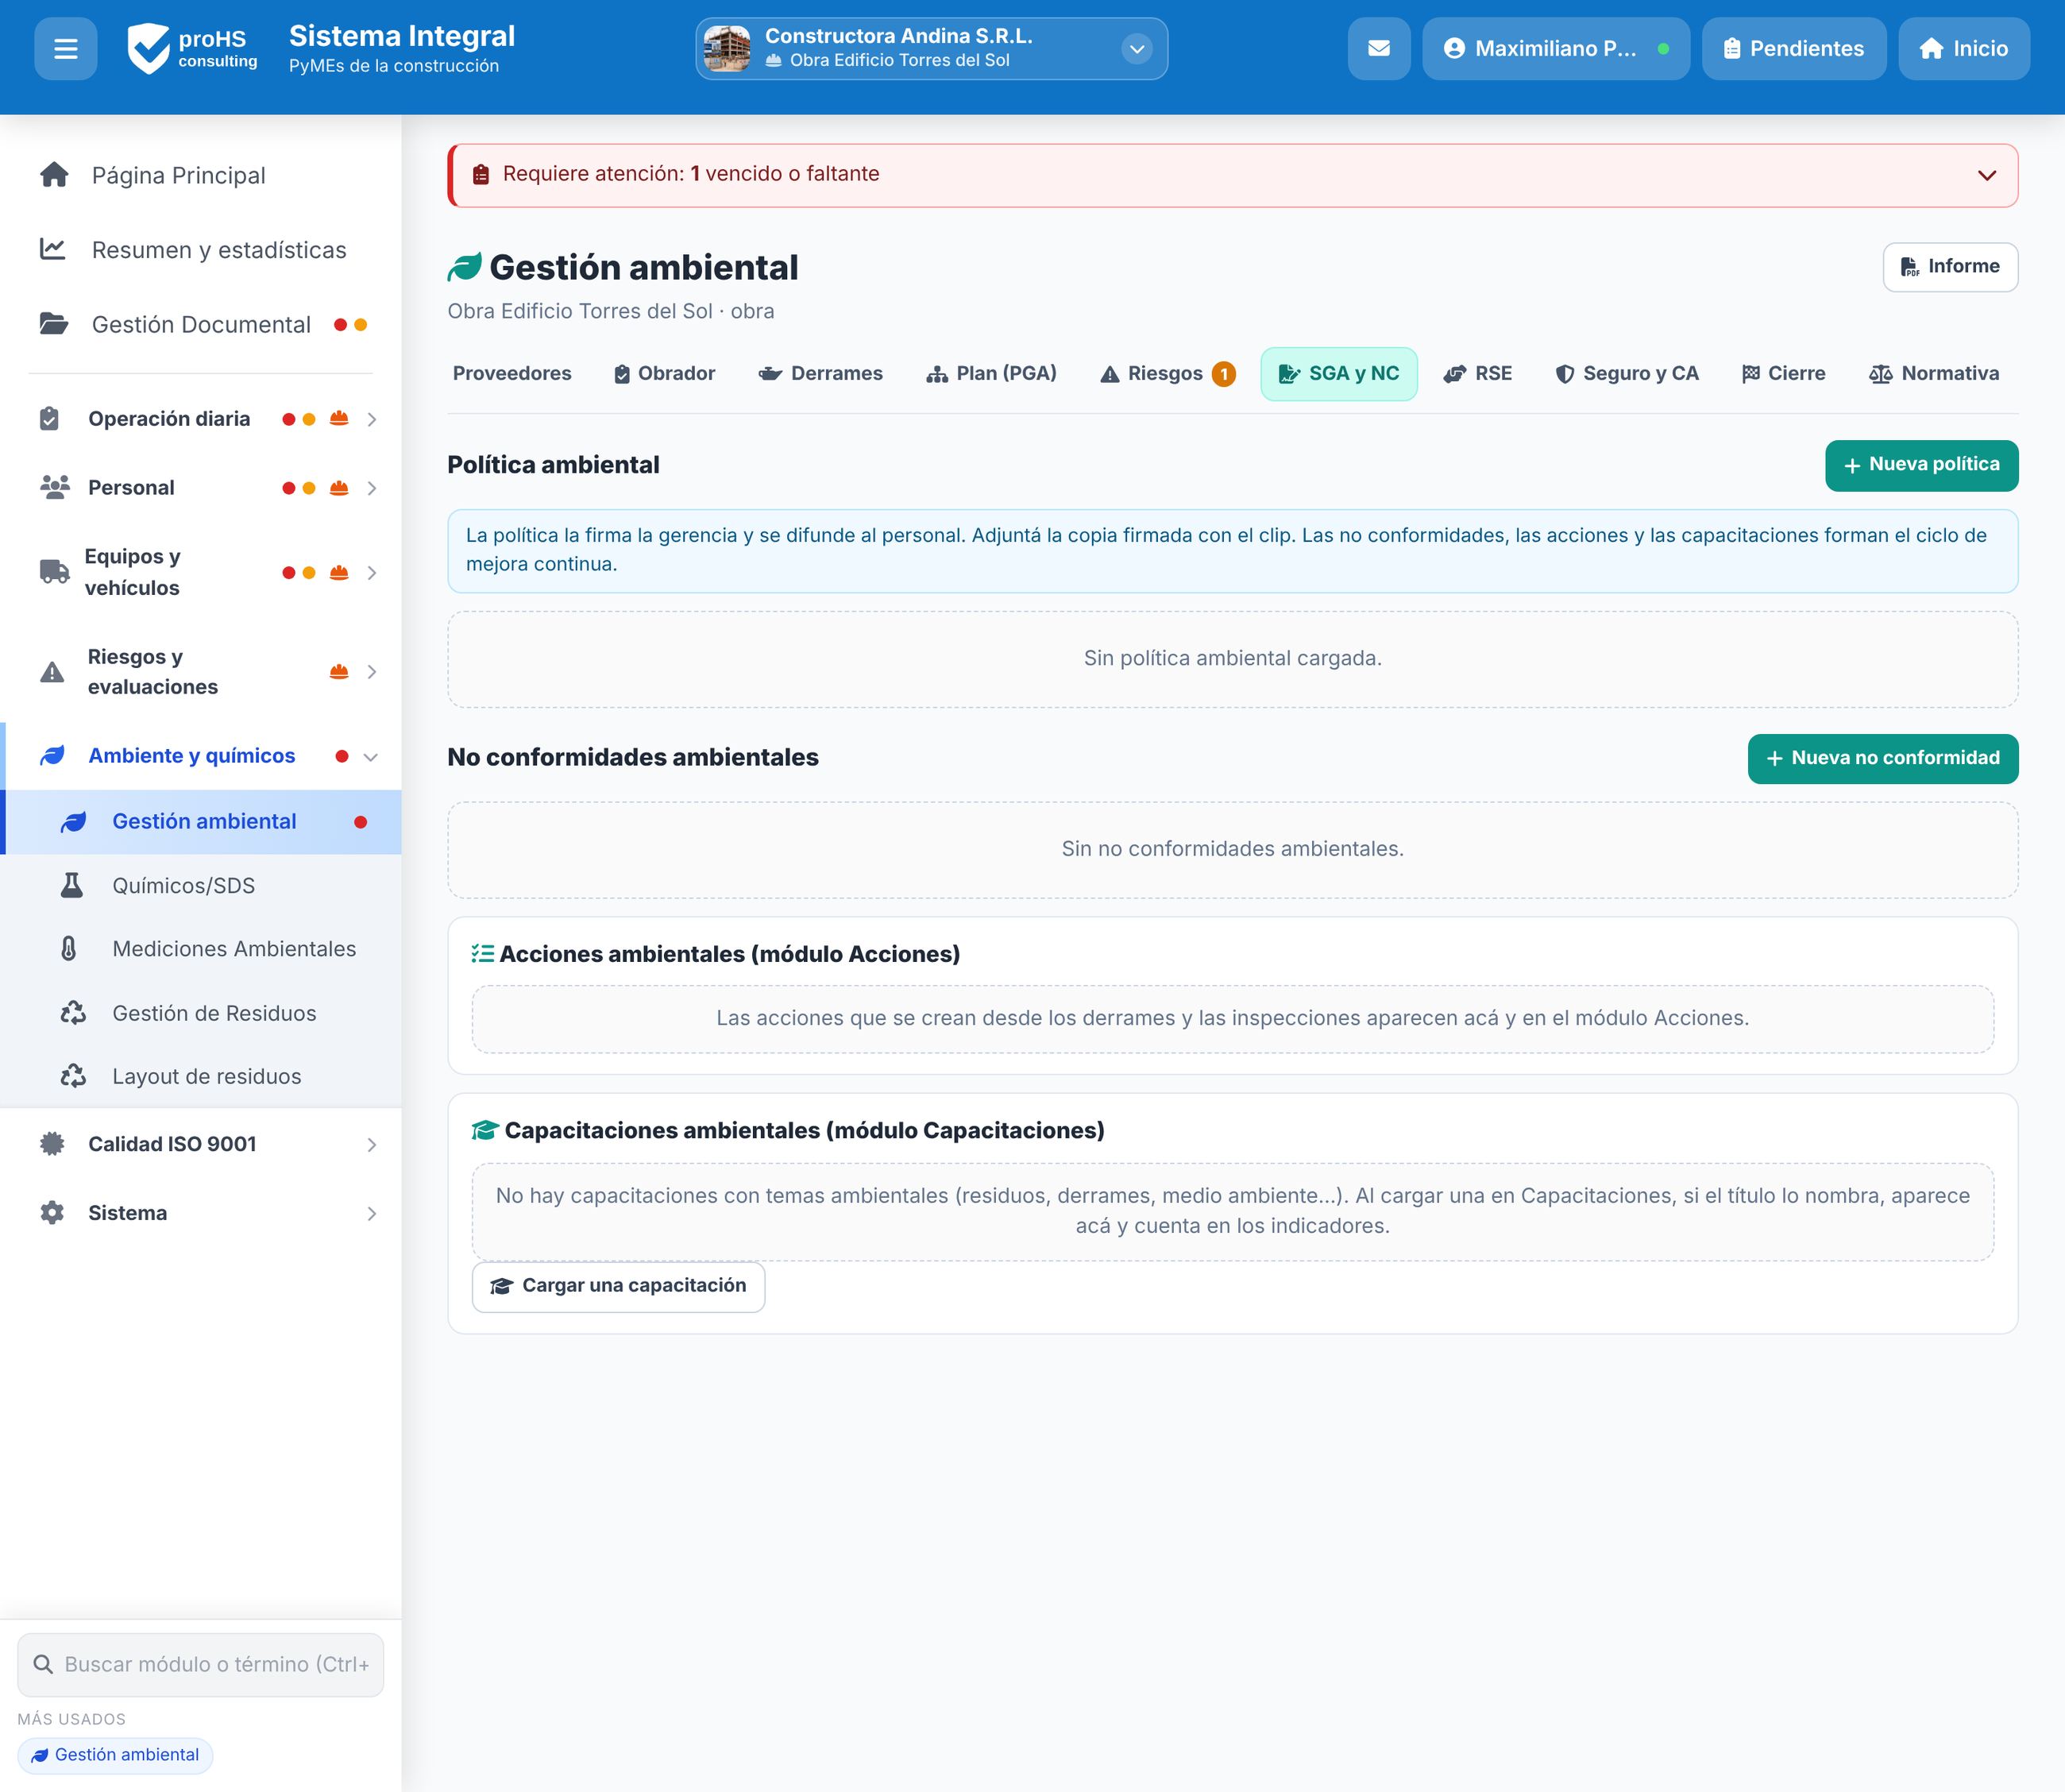 proHS
consulting
Sistema Integral
PyMEs de la construcción
Constructora Andina S.R.L.
Obra Edificio Torres del Sol
Maximiliano P...
Pendientes
Inicio
Página Principal
Resumen y estadísticas
Gestión Documental
Operación diaria
Personal
Equipos y
vehículos
Riesgos y
evaluaciones
Ambiente y químicos
Gestión ambiental
Químicos/SDS
Mediciones Ambientales
Gestión de Residuos
Layout de residuos
Calidad ISO 9001
Sistema
Buscar módulo o término (Ctrl+
MÁS USADOS
Gestión ambiental
Requiere atención: 1 vencido o faltante
Gestión ambiental
Informe
Obra Edificio Torres del Sol · obra
Proveedores
Obrador
Derrames
Plan (PGA)
Riesgos 1
SGA y NC
RSE
Seguro y CA
Cierre
Normativa
Política ambiental
+ Nueva política
La política la firma la gerencia y se difunde al personal. Adjuntá la copia firmada con el clip. Las no conformidades, las acciones y las capacitaciones forman el ciclo de
mejora continua.
Sin política ambiental cargada.
No conformidades ambientales
+ Nueva no conformidad
Sin no conformidades ambientales.
Acciones ambientales (módulo Acciones)
Las acciones que se crean desde los derrames y las inspecciones aparecen acá y en el módulo Acciones.
Capacitaciones ambientales (módulo Capacitaciones)
No hay capacitaciones con temas ambientales (residuos, derrames, medio ambiente...). Al cargar una en Capacitaciones, si el título lo nombra, aparece
acá y cuenta en los indicadores.
Cargar una capacitación